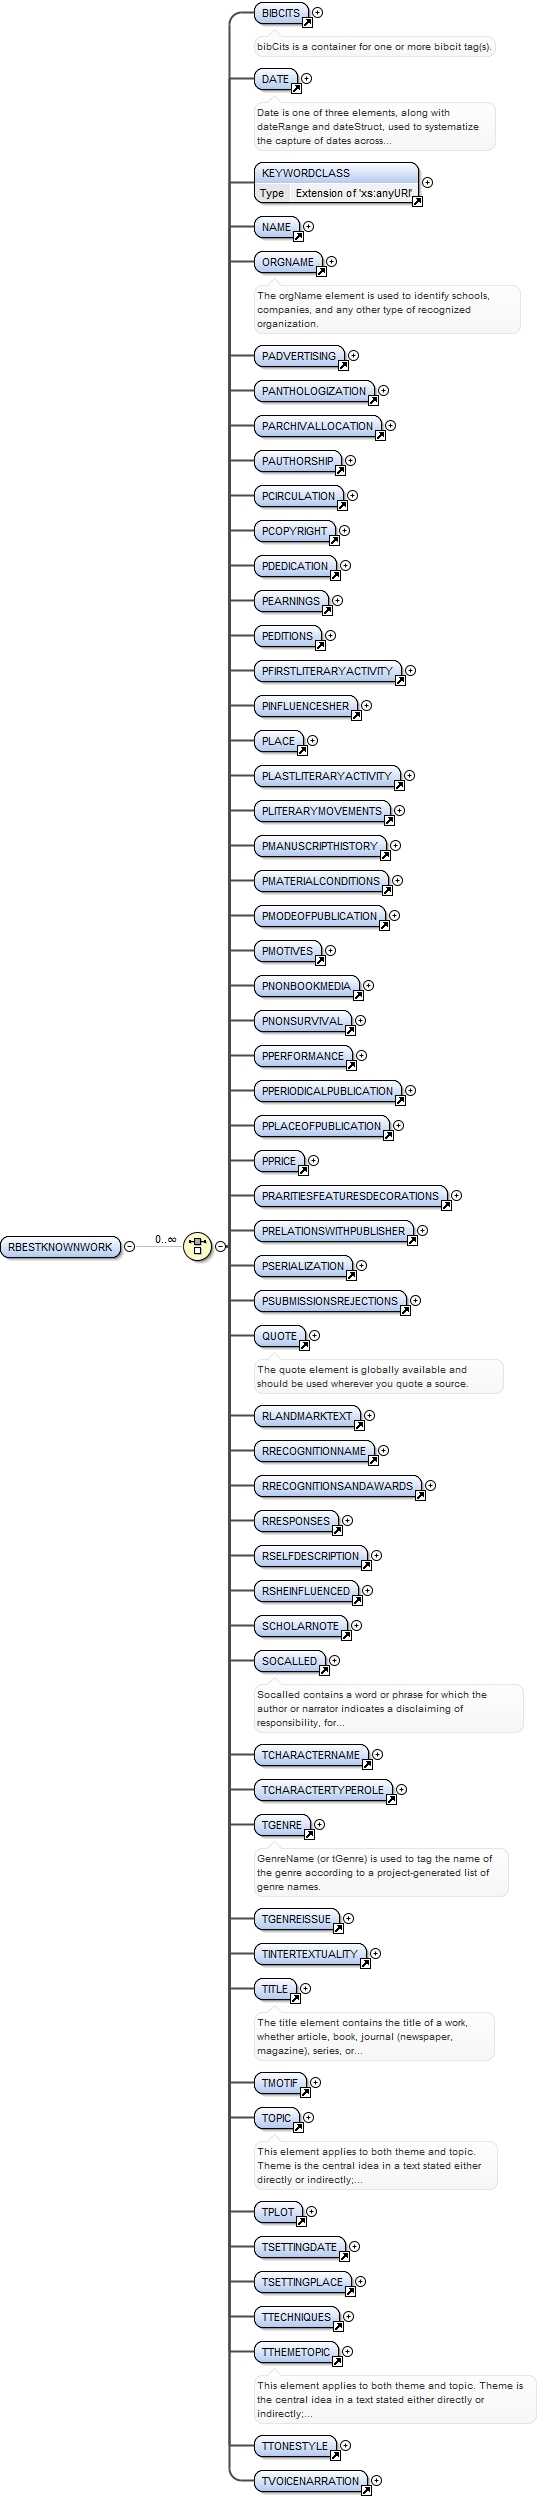 BIBCITS
bibCits is a container for one or more bibcit tag(s).
DATE
Date is one of three elements, along with
dateRange and dateStruct, used to systematize
the capture of dates across...
KEYWORDCLASS
Type Extension of 'xs:anyURI'
NAME
ORGNAME
The orgName element is used to identify schools,
companies, and any other type of recognized
organization.
PADVERTISING
PANTHOLOGIZATION
PARCHIVALLOCATION
PAUTHORSHIP
PCIRCULATION
PCOPYRIGHT
PDEDICATION
PEARNINGS
PEDITIONS
PFIRSTLITERARYACTIVITY
PINFLUENCESHER
PLACE
PLASTLITERARYACTIVITY
PLITERARYMOVEMENTS
PMANUSCRIPTHISTORY
PMATERIALCONDITIONS
PMODEOFPUBLICATION
PMOTIVES
PNONBOOKMEDIA
PNONSURVIVAL
PPERFORMANCE
PPERIODICALPUBLICATION
PPLACEOFPUBLICATION
PPRICE
PRARITIESFEATURESDECORATIONS
PRELATIONSWITHPUBLISHER
RBESTKNOWNWORK 0..∞
PSERIALIZATION
PSUBMISSIONSREJECTIONS
QUOTE
The quote element is globally available and
should be used wherever you quote a source.
RLANDMARKTEXT
RRECOGNITIONNAME
RRECOGNITIONSANDAWARDS
RRESPONSES
RSELFDESCRIPTION
RSHEINFLUENCED
SCHOLARNOTE
SOCALLED
Socalled contains a word or phrase for which the
author or narrator indicates a disclaiming of
responsibility, for...
TCHARACTERNAME
TCHARACTERTYPEROLE
TGENRE
GenreName (or tGenre) is used to tag the name of
the genre according to a project-generated list of
genre names.
TGENREISSUE
TINTERTEXTUALITY
TITLE
The title element contains the title of a work,
whether article, book, journal (newspaper,
magazine), series, or...
TMOTIF
TOPIC
This element applies to both theme and topic.
Theme is the central idea in a text stated either
directly or indirectly;...
TPLOT
TSETTINGDATE
TSETTINGPLACE
TTECHNIQUES
TTHEMETOPIC
This element applies to both theme and topic. Theme is
the central idea in a text stated either directly or
indirectly;...
TTONESTYLE
TVOICENARRATION